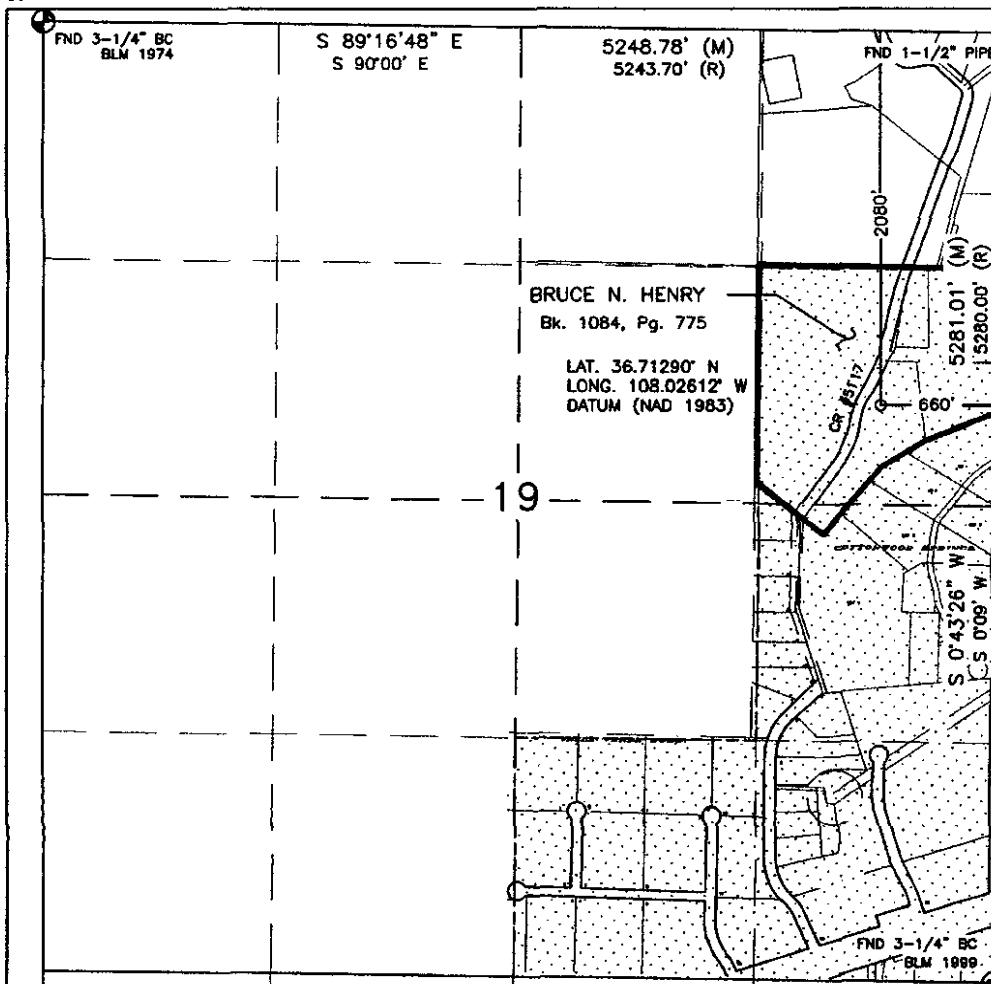 FND 3-1/4" BC
BLM 1974
S 89°16'48" E
S 90°00' E
5248.78' (M)
5243.70' (R)
FND 1-1/2" PIPE
2080'
BRUCE N. HENRY
Bk. 1084, Pg. 775
LAT. 36.71290° N
LONG. 108.02612° W
DATUM (NAD 1983)
5281.01' (M)
5280.00' (R)
660'
19
COTTONWOOD
S 0°43'26" W
S 0°09' W
FND 3-1/4" BC
BLM 1999